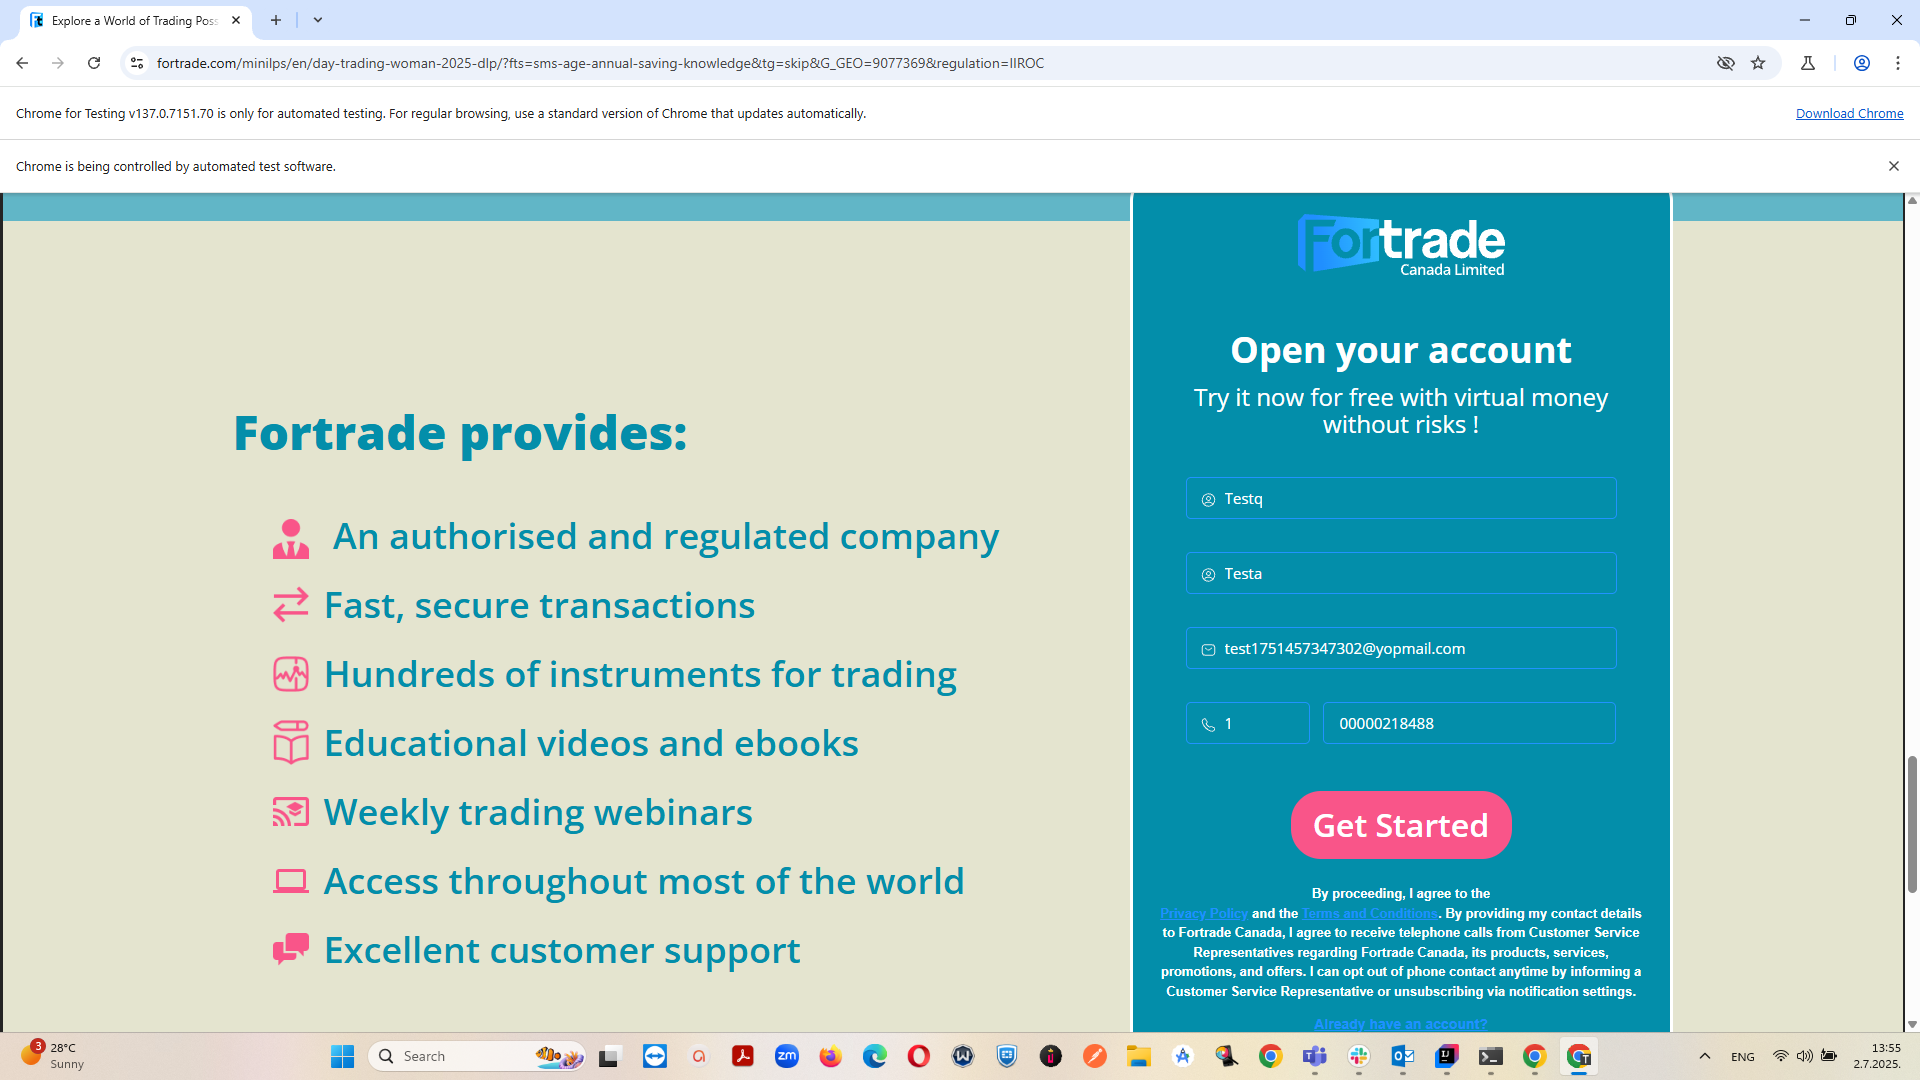 Explore a World of Trading Poss
fortrade.com/minilps/en/day-trading-woman-2025-dlp/?fts=sms-age-annual-saving-knowledge&tg=skip&G_GEO=9077369&regulation=IIROC
Chrome for Testing v137.0.7151.70 is only for automated testing. For regular browsing, use a standard version of Chrome that updates automatically.
Download Chrome
Chrome is being controlled by automated test software.
Fortrade
Canada Limited
Open your account
Try it now for free with virtual money
without risks !
Testq
Testa
test1751457347302@yopmail.com
1
00000218488
Get Started
By proceeding, I agree to the
Privacy Policy and the Terms and Conditions. By providing my contact details
to Fortrade Canada, I agree to receive telephone calls from Customer Service
Representatives regarding Fortrade Canada, its products, services,
promotions, and offers. I can opt out of phone contact anytime by informing a
Customer Service Representative or unsubscribing via notification settings.
Already have an account?
Fortrade provides:
An authorised and regulated company
Fast, secure transactions
Hundreds of instruments for trading
Educational videos and ebooks
Weekly trading webinars
Access throughout most of the world
Excellent customer support
3
28°C
Sunny
Search
zm
ENG
13:55
2.7.2025.